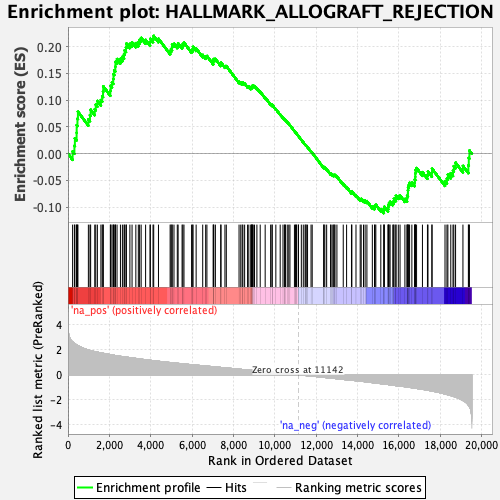 Enrichment plot: HALLMARK_ALLOGRAFT_REJECTION
Enrichment score (ES)
0.20
0.15
0.10
0.05
0.00
-0.05
-0.10
'na_pos' (positively correlated)
Ranked list metric (PreRanked)
4
2
0
-2
-4
Zero cross at 11142
'na_neg' (negatively correlated)
0
2,000
4,000
6,000
8,000
10,000
12,000
14,000
16,000
18,000
20,000
Rank in Ordered Dataset
Enrichment profile
Hits
Ranking metric scores